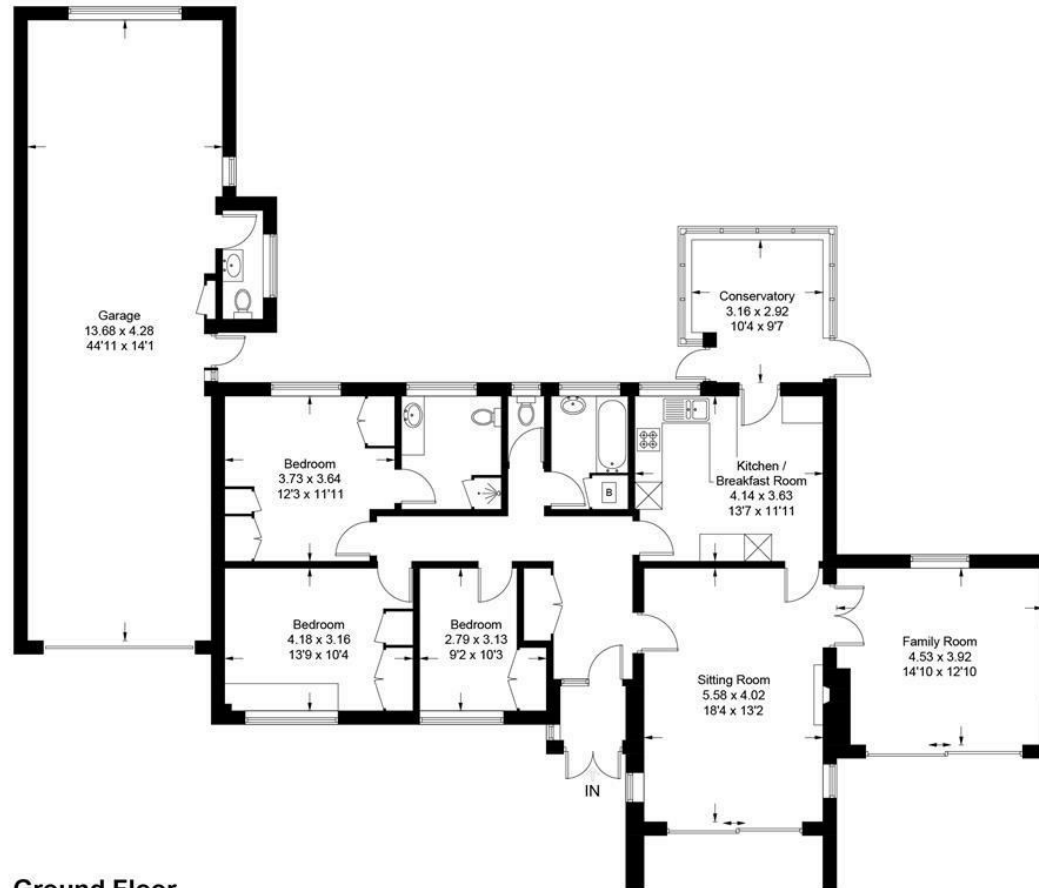 Garage
13.68 x 4.28
44'11 x 14'1
Conservatory
3.16 x 2.92
10'4 x 9'7
Bedroom
3.73 x 3.64
12'3 x 11'11
B
Kitchen /
Breakfast Room
4.14 x 3.63
13'7 x 11'11
Bedroom
4.18 x 3.16
13'9 x 10'4
Bedroom
2.79 x 3.13
9'2 x 10'3
Sitting Room
5.58 x 4.02
18'4 x 13'2
Family Room
4.53 x 3.92
14'10 x 12'10
IN
Ground Floor